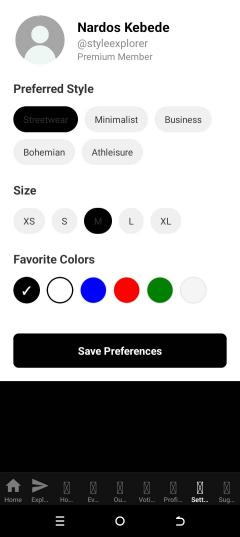 Nardos Kebede
@styleexplorer
Premium Member
Preferred Style
Streetwear Minimalist Business
Bohemian Athleisure
Size
XS S M L XL
Favorite Colors
Save Preferences
Home Expl... Ho... Ev... Ou... Voti... Profi... Sett... Sug...